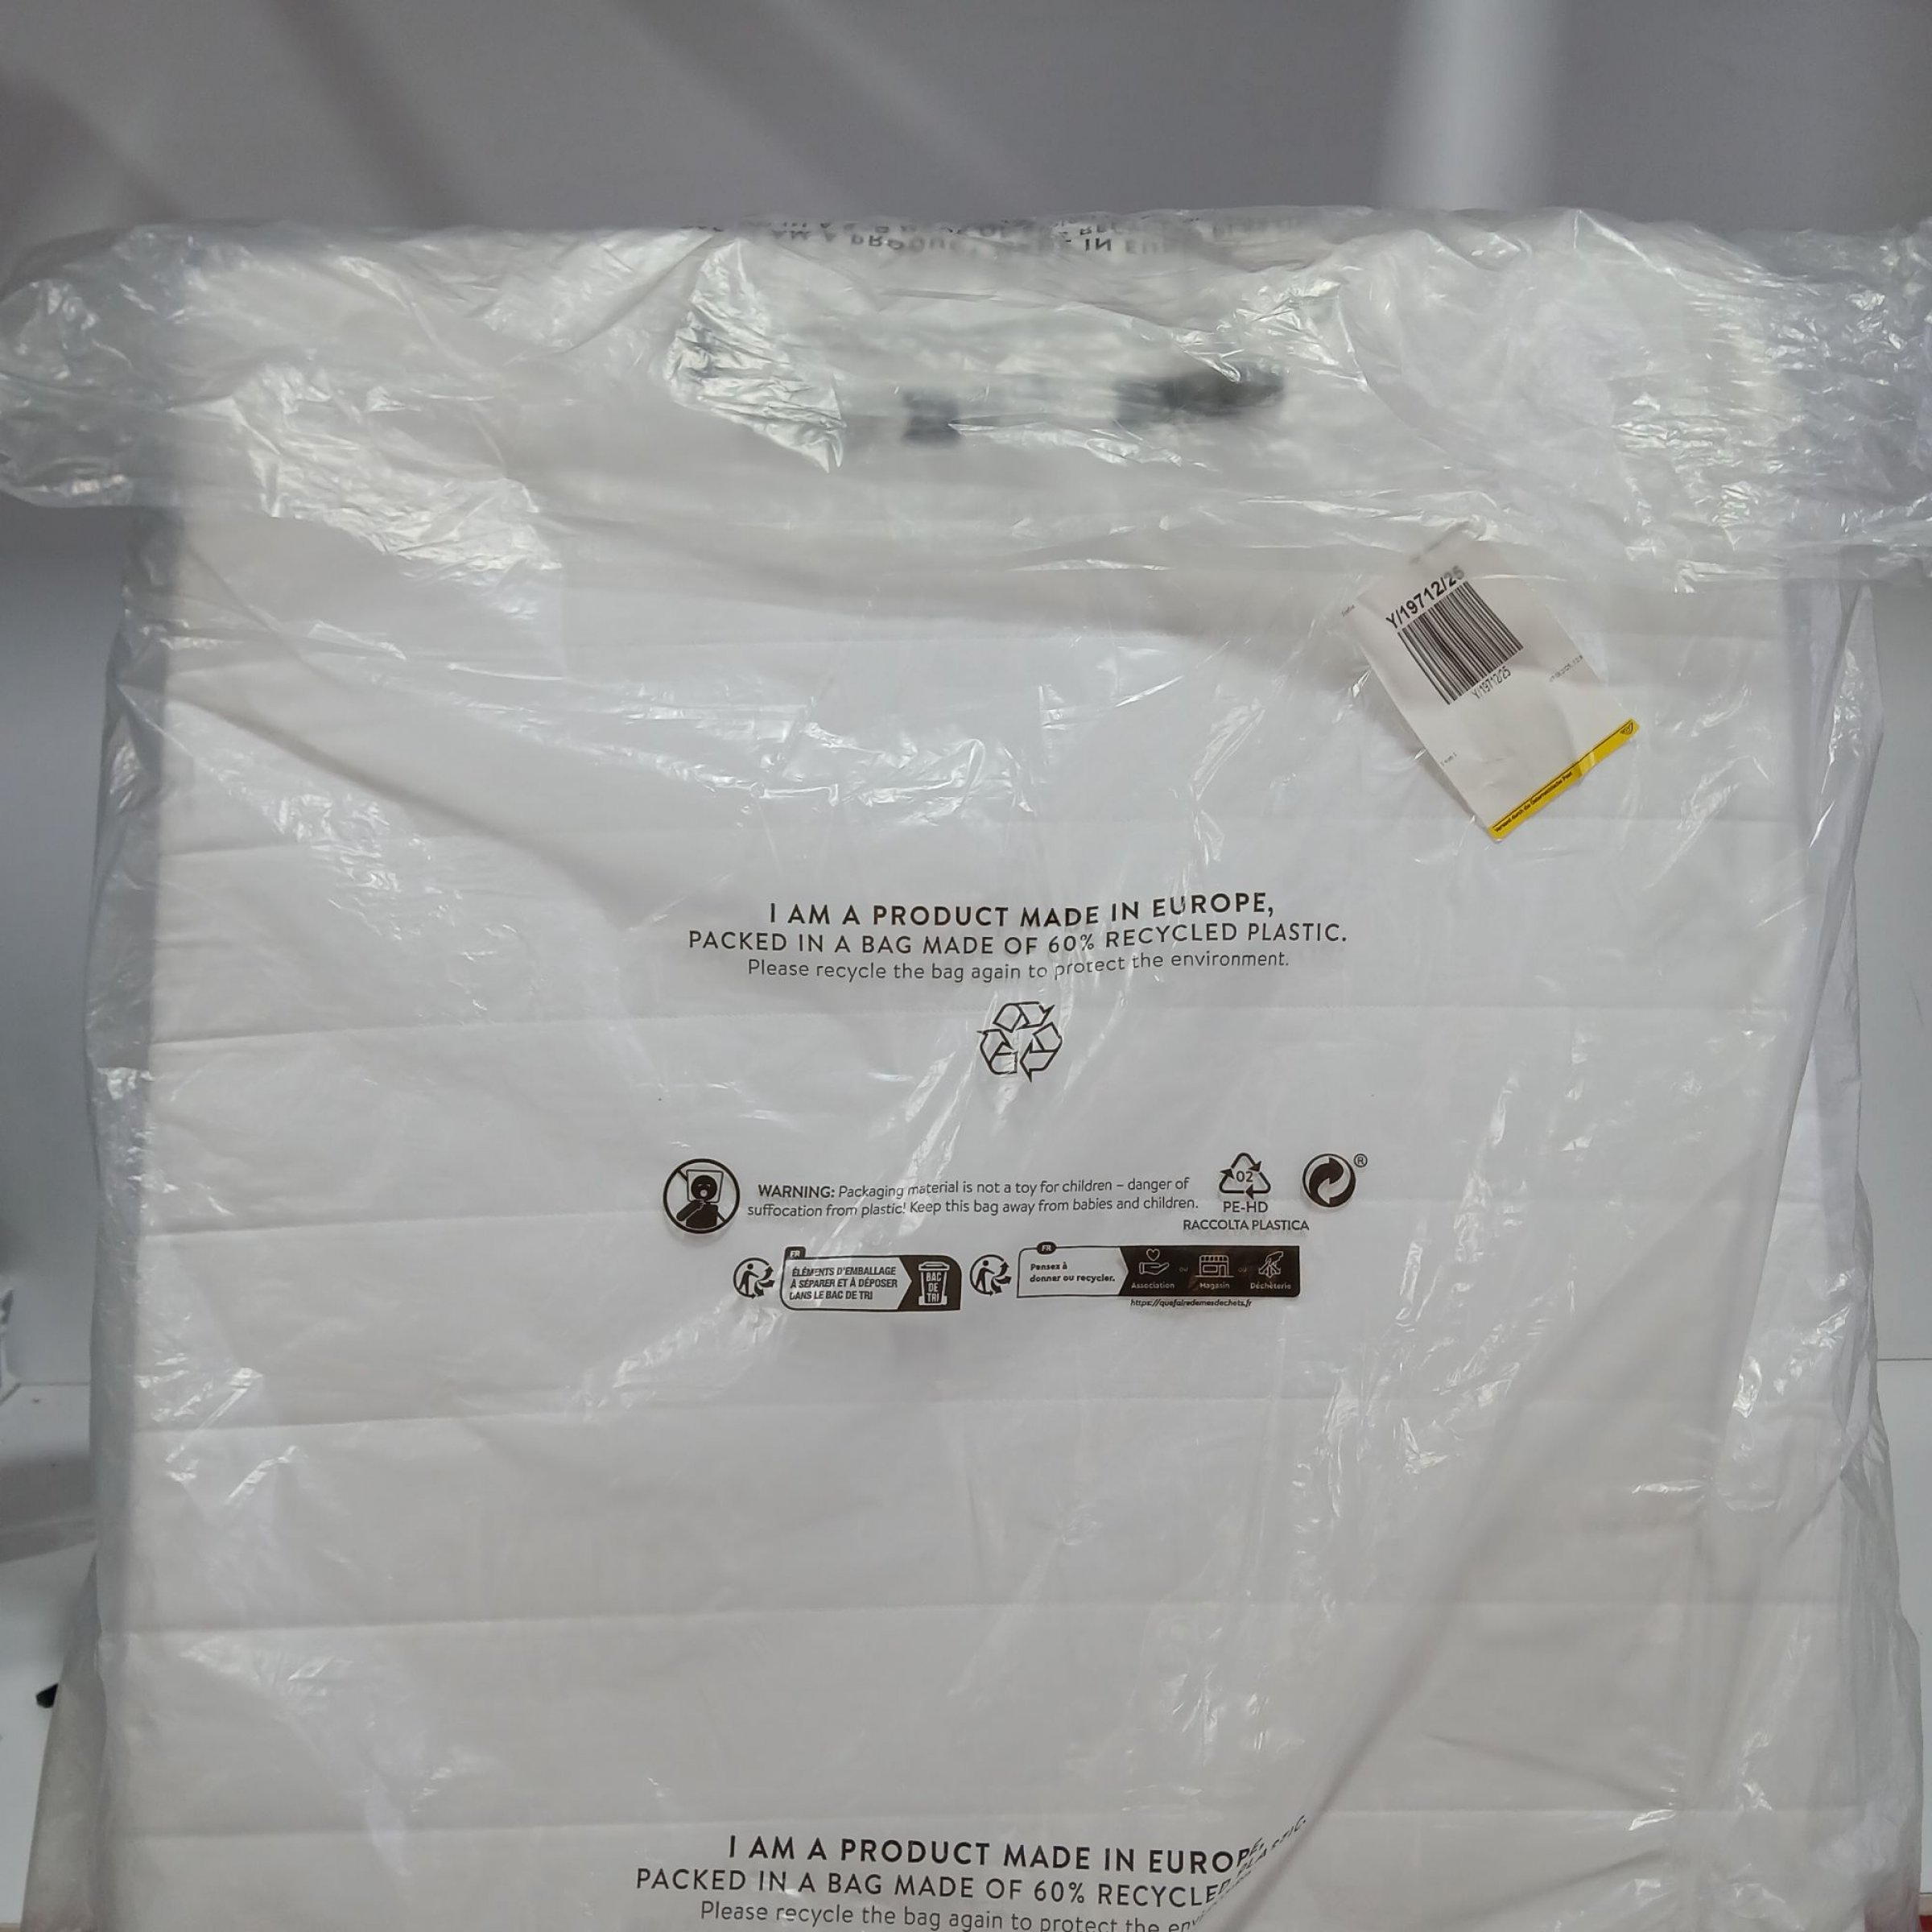 Y/19712/25
Y/19712/25
I AM A PRODUCT MADE IN EUROPE,
PACKED IN A BAG MADE OF 60% RECYCLED PLASTIC.
Please recycle the bag again to protect the environment.
WARNING: Packaging material is not a toy for children – danger of
suffocation from plastic! Keep this bag away from babies and children.
02
PE-HD
RACCOLTA PLASTICA
®
FR
ÉLÉMENTS D'EMBALLAGE
À SÉPARER ET À DÉPOSER
DANS LE BAC DE TRI
BAC
DE
TRI
FR
Pensez à
donner ou recycler.
Association ou Magasin ou Déchèterie
https://quefairedemesdechets.fr
I AM A PRODUCT MADE IN EUROPE,
PACKED IN A BAG MADE OF 60% RECYCLED PLASTIC.
Please recycle the bag again to protect the